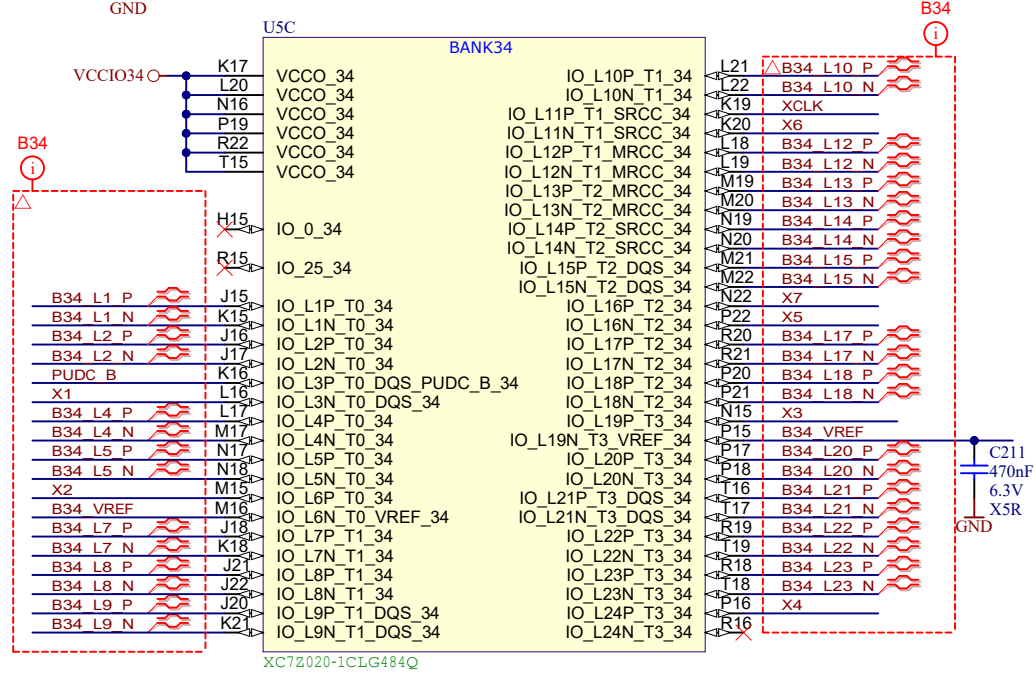 GND
B34
U5C
BANK34
VCCIO34
K17 VCCO_34
L20 VCCO_34
N16 VCCO_34
P19 VCCO_34
R22 VCCO_34
T15 VCCO_34
B34
H15 IO_0_34
R15 IO_25_34
B34_L1_P J15 IO_L1P_T0_34
B34_L1_N K15 IO_L1N_T0_34
B34_L2_P J16 IO_L2P_T0_34
B34_L2_N J17 IO_L2N_T0_34
PUDC_B K16 IO_L3P_T0_DQS_PUDC_B_34
X1 L16 IO_L3N_T0_DQS_34
B34_L4_P L17 IO_L4P_T0_34
B34_L4_N M17 IO_L4N_T0_34
B34_L5_P N17 IO_L5P_T0_34
B34_L5_N N18 IO_L5N_T0_34
X2 M15 IO_L6P_T0_34
B34_VREF M16 IO_L6N_T0_VREF_34
B34_L7_P J18 IO_L7P_T1_34
B34_L7_N K18 IO_L7N_T1_34
B34_L8_P J21 IO_L8P_T1_34
B34_L8_N J22 IO_L8N_T1_34
B34_L9_P J20 IO_L9P_T1_DQS_34
B34_L9_N K21 IO_L9N_T1_DQS_34
IO_L10P_T1_34 L21 B34_L10_P
IO_L10N_T1_34 L22 B34_L10_N
IO_L11P_T1_SRCC_34 K19 XCLK
IO_L11N_T1_SRCC_34 K20 X6
IO_L12P_T1_MRCC_34 L18 B34_L12_P
IO_L12N_T1_MRCC_34 L19 B34_L12_N
IO_L13P_T2_MRCC_34 M19 B34_L13_P
IO_L13N_T2_MRCC_34 M20 B34_L13_N
IO_L14P_T2_SRCC_34 N19 B34_L14_P
IO_L14N_T2_SRCC_34 N20 B34_L14_N
IO_L15P_T2_DQS_34 M21 B34_L15_P
IO_L15N_T2_DQS_34 M22 B34_L15_N
IO_L16P_T2_34 N22 X7
IO_L16N_T2_34 P22 X5
IO_L17P_T2_34 R20 B34_L17_P
IO_L17N_T2_34 R21 B34_L17_N
IO_L18P_T2_34 P20 B34_L18_P
IO_L18N_T2_34 P21 B34_L18_N
IO_L19P_T3_34 N15 X3
IO_L19N_T3_VREF_34 P15 B34_VREF
IO_L20P_T3_34 P17 B34_L20_P
IO_L20N_T3_34 P18 B34_L20_N
IO_L21P_T3_DQS_34 T16 B34_L21_P
IO_L21N_T3_DQS_34 T17 B34_L21_N
IO_L22P_T3_34 R19 B34_L22_P
IO_L22N_T3_34 T19 B34_L22_N
IO_L23P_T3_34 R18 B34_L23_P
IO_L23N_T3_34 T18 B34_L23_N
IO_L24P_T3_34 P16 X4
IO_L24N_T3_34 R16
C211
470nF
6.3V
X5R
GND
XC7Z020-1CLG484Q